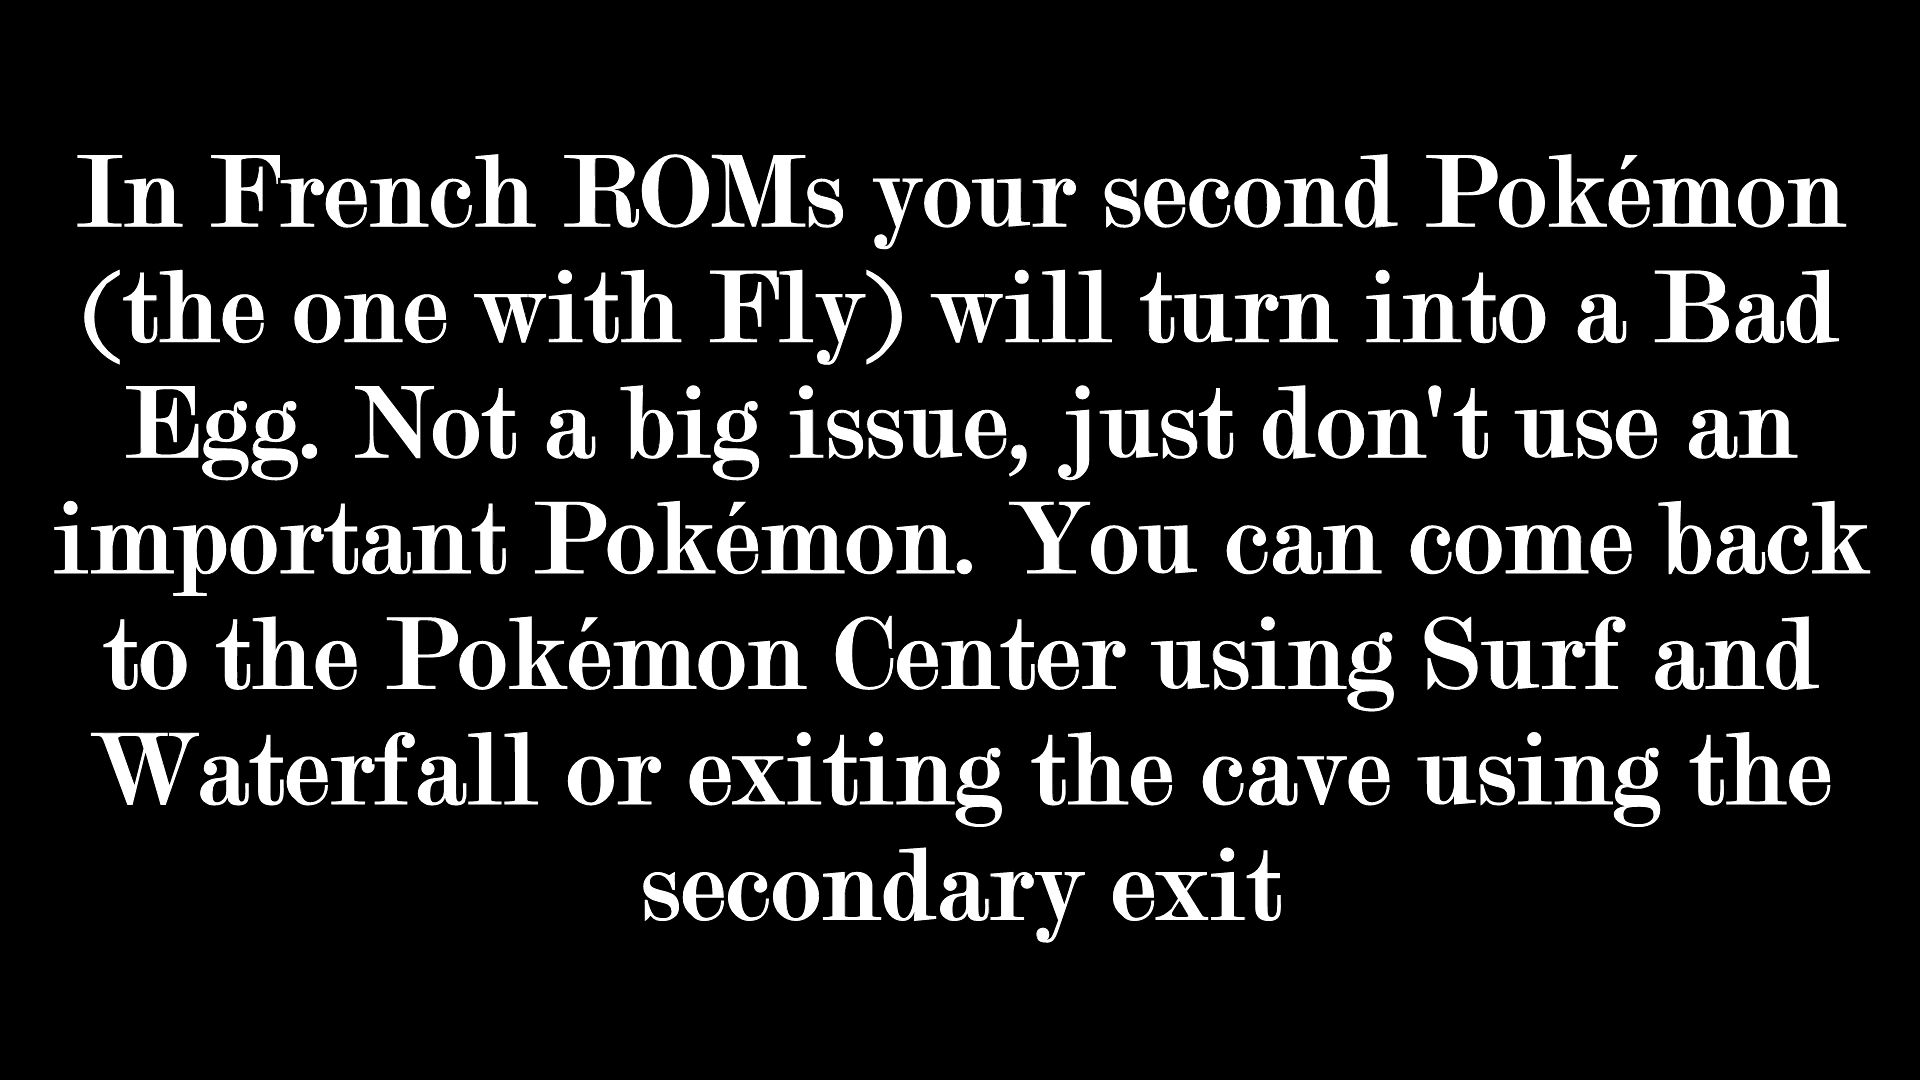 In French ROMs your second Pokémon
(the one with Fly) will turn into a Bad
Egg. Not a big issue, just don't use an
important Pokémon. You can come back
to the Pokémon Center using Surf and
Waterfall or exiting the cave using the
secondary exit